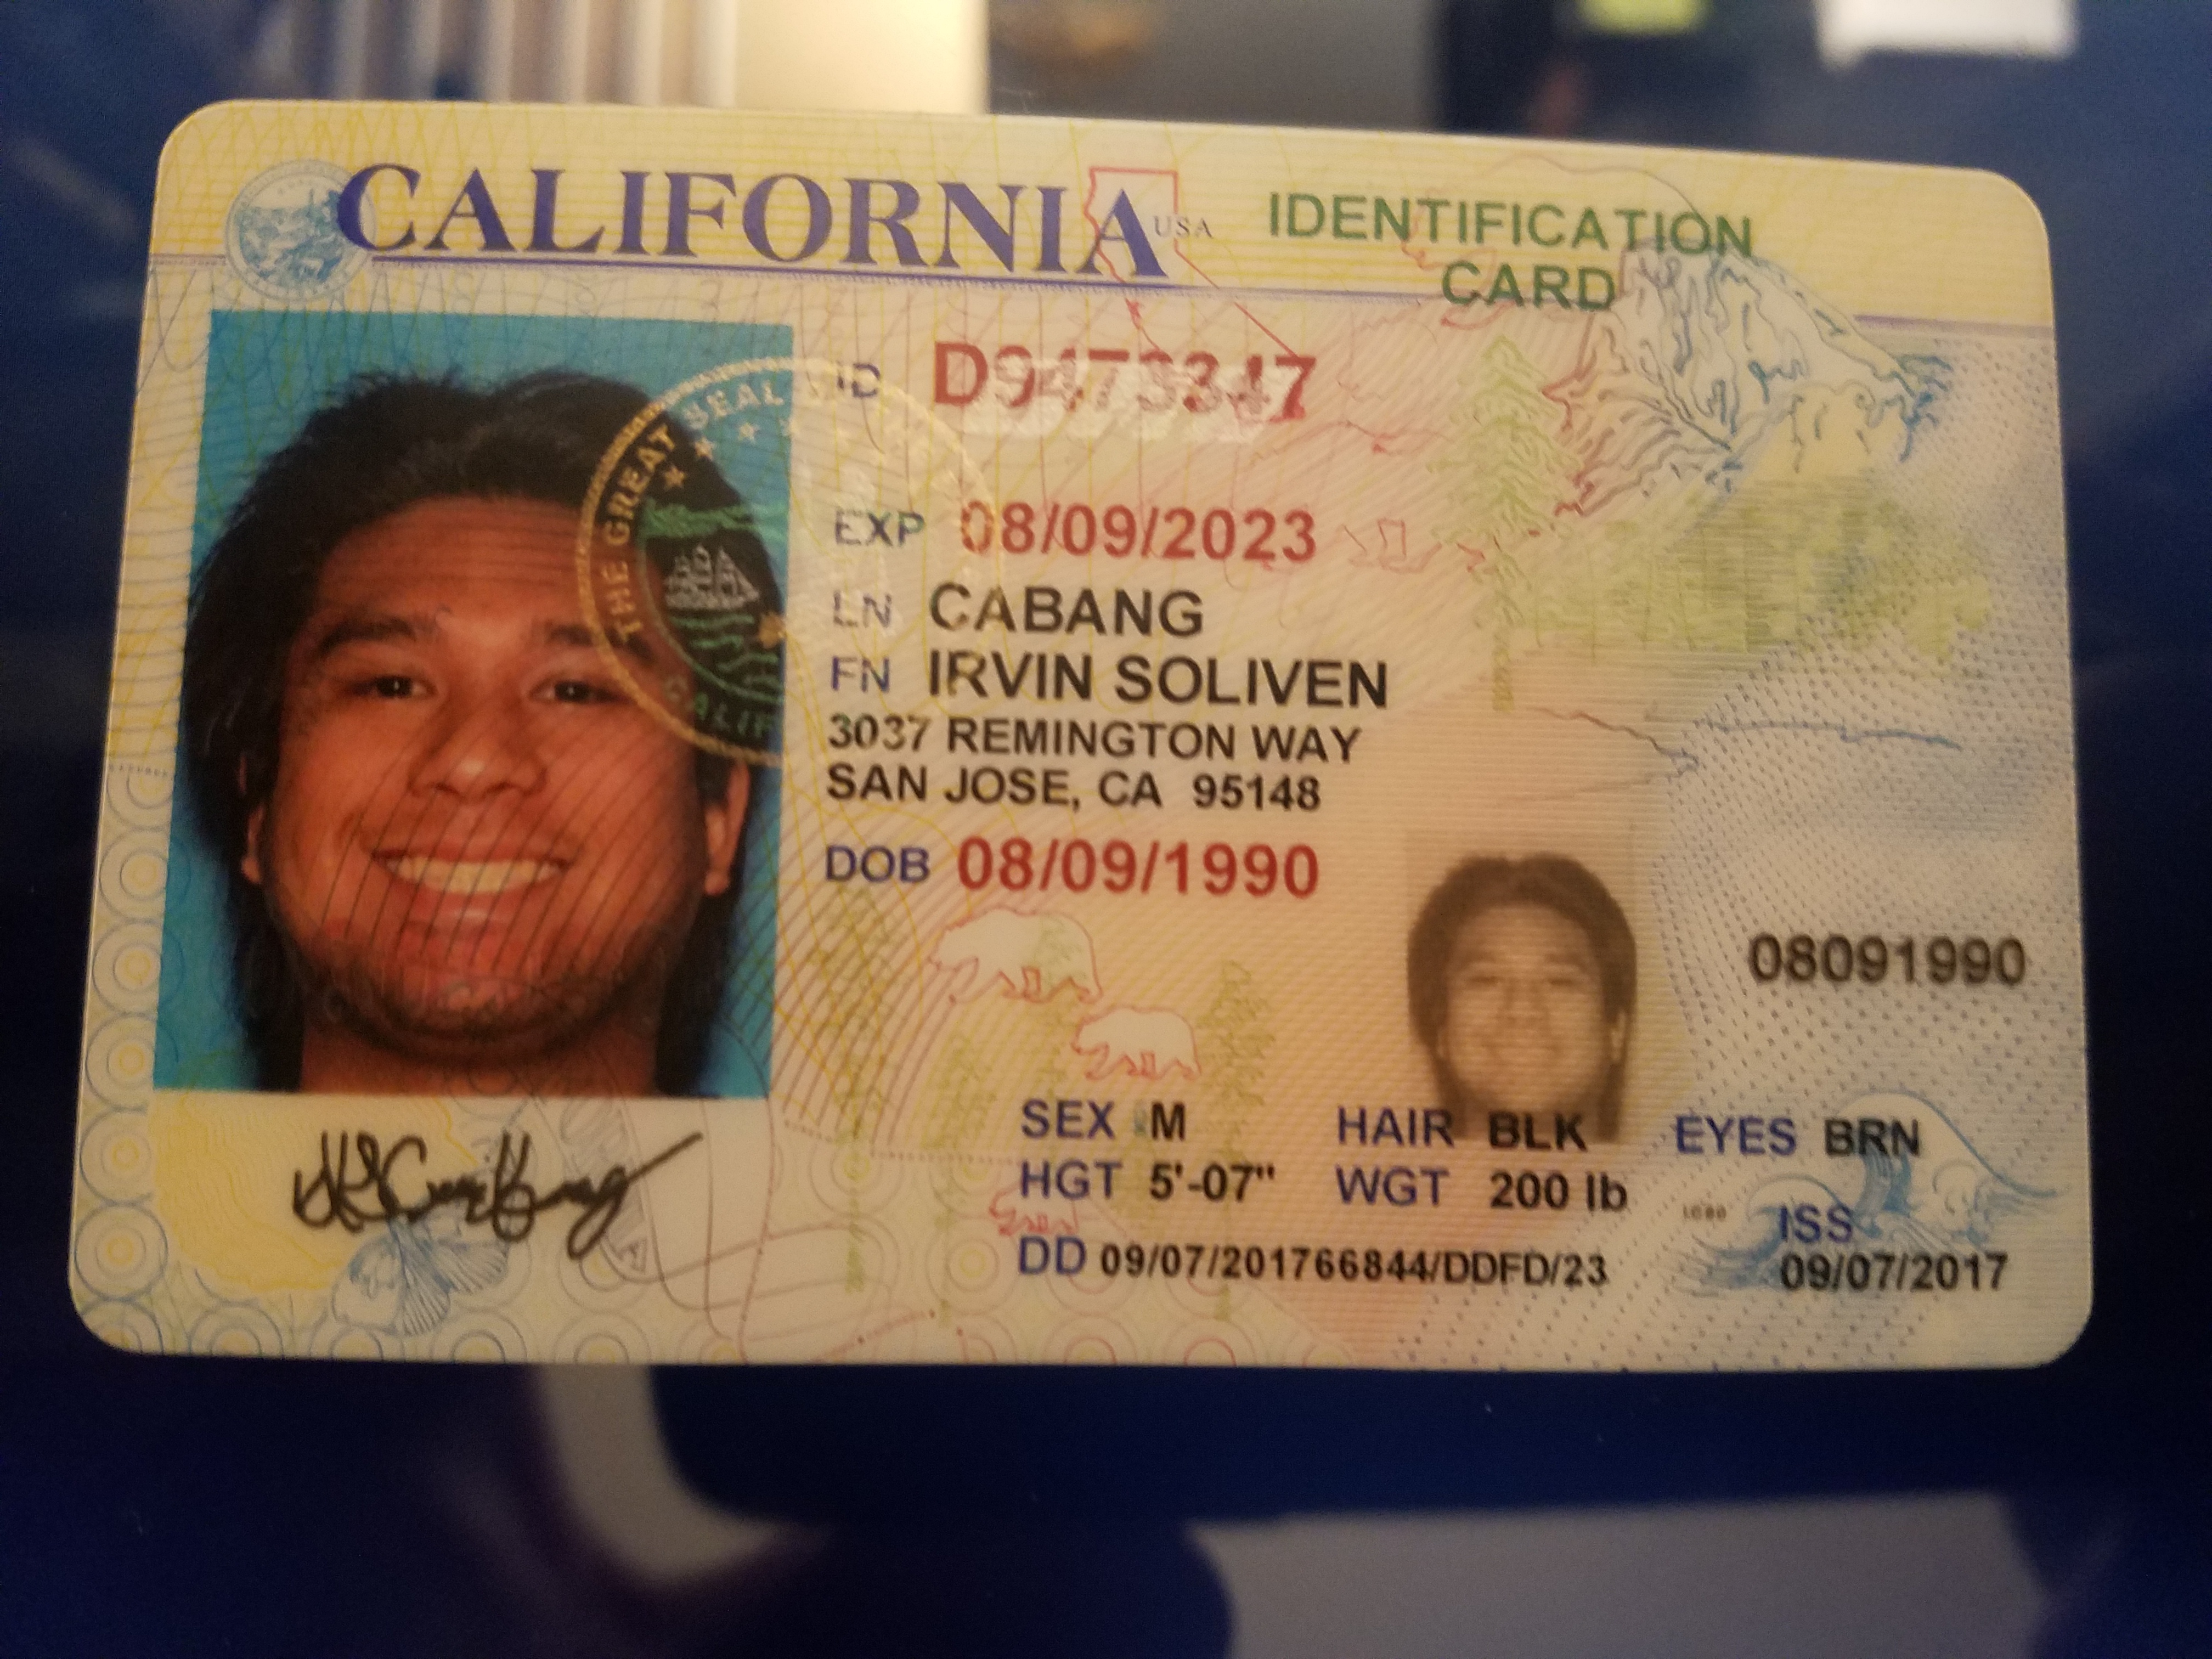 CALIFORNIA USA IDENTIFICATION
CARD
ID
EXP 08/09/2023
LN CABANG
FN IRVIN SOLIVEN
3037 REMINGTON WAY
SAN JOSE, CA 95148
DOB 08/09/1990
THE GREAT SEAL
08091990
SEX M HAIR BLK EYES BRN
HGT 5'-07" WGT 200 lb
ISS
DD 09/07/201766844/DDFD/23 09/07/2017